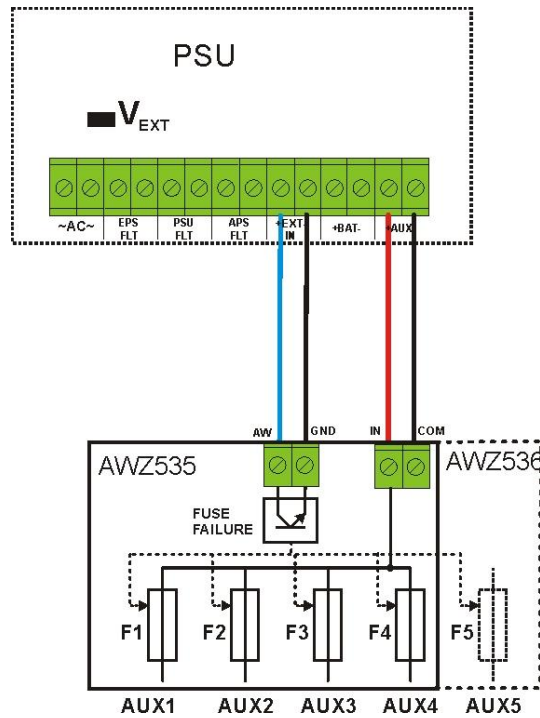 PSU
VEXT
~AC~ EPS FLT PSU FLT APS FLT +EXT- IN +BAT- +AUX-
AW GND IN COM
AWZ535 AWZ536
FUSE
FAILURE
F1 F2 F3 F4 F5
AUX1 AUX2 AUX3 AUX4 AUX5